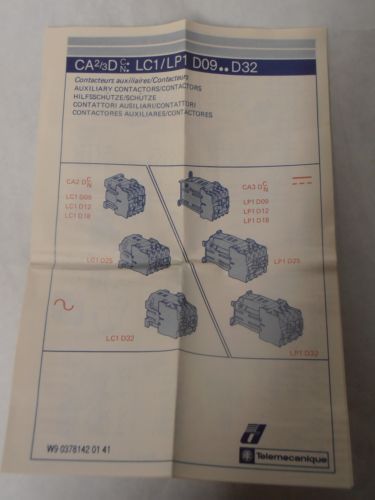 CA2/3D C/N: LC1/LP1 D09..D32
Contacteurs auxiliaires/Contacteurs
AUXILIARY CONTACTORS/CONTACTORS
HILFSSCHÜTZE/SCHÜTZE
CONTATTORI AUSILIARI/CONTATTORI
CONTACTORES AUXILIARES/CONTACTORES
CA2 D C/N
LC1 D09
LC1 D12
LC1 D18
CA3 D C/N
LP1 D09
LP1 D12
LP1 D18
LC1 D25
LP1 D25
LC1 D32
LP1 D32
W9 0378142 01 41
Telemecanique